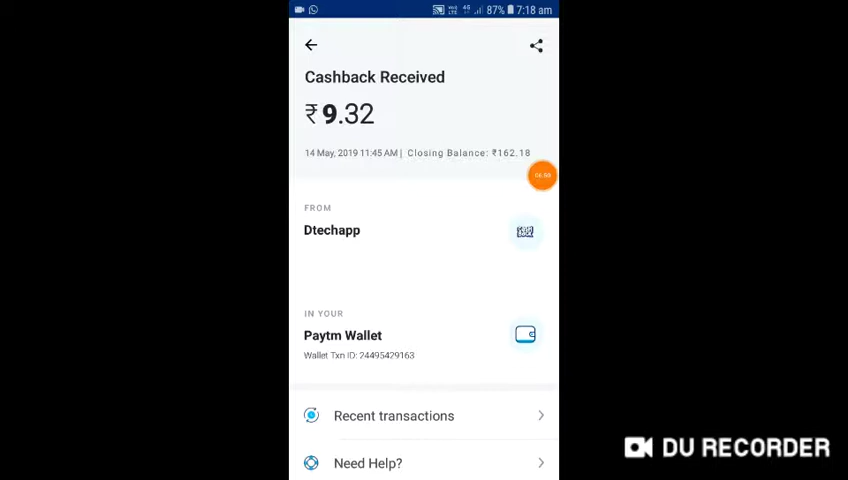 87% 7:18 am
Cashback Received
₹ 9.32
14 May, 2019 11:45 AM | Closing Balance: ₹162.18
FROM
Dtechapp
IN YOUR
Paytm Wallet
Wallet Txn ID: 24495429163
Recent transactions
Need Help?
DU RECORDER